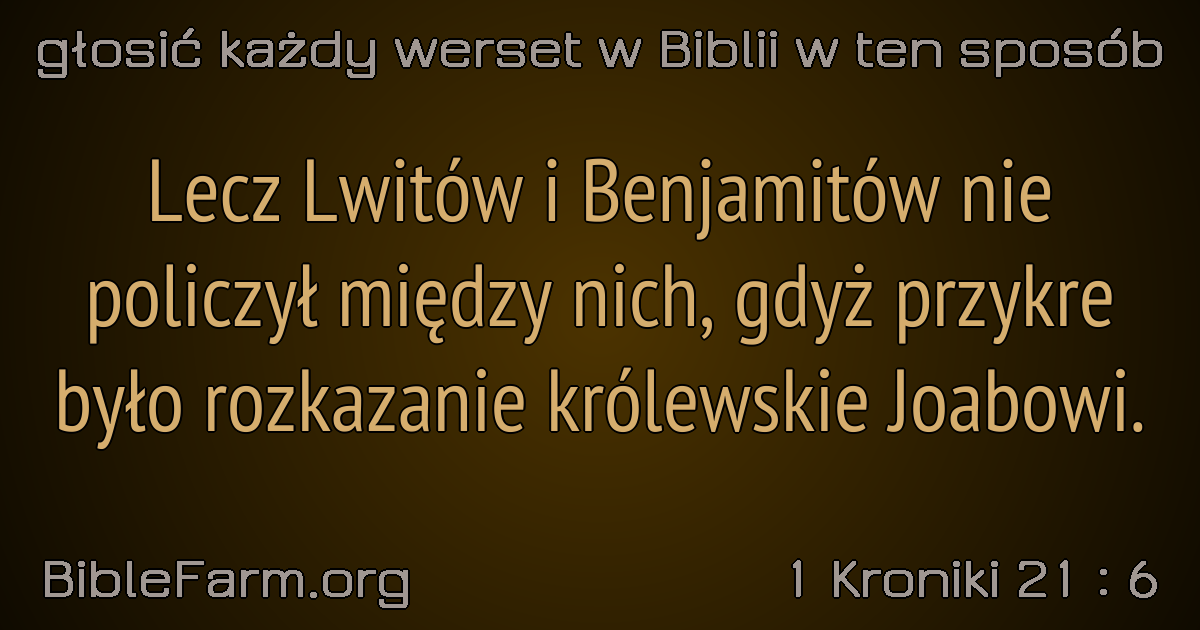 głosić każdy werset w Biblii w ten sposób
Lecz Lwitów i Benjamitów nie
policzył między nich, gdyż przykre
było rozkazanie królewskie Joabowi.
BibleFarm.org
1 Kroniki 21 : 6